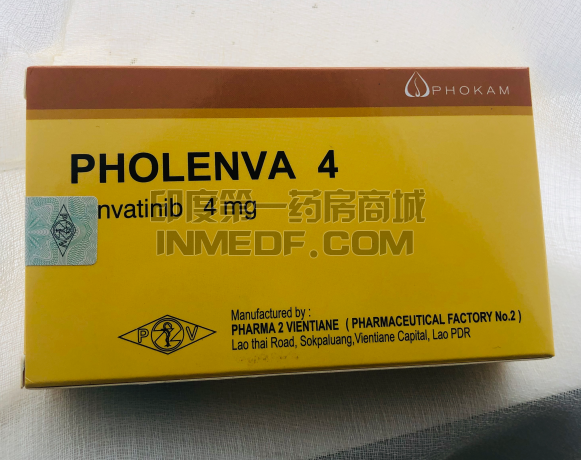 PHOKAM
PHOLENVA 4
nvatinib 4 mg
印度第一药房商城
INMEDF.COM
Manufactured by :
PHARMA 2 VIENTIANE ( PHARMACEUTICAL FACTORY No.2 )
Lao thai Road, Sokpaluang,Vientiane Capital, Lao PDR
P V